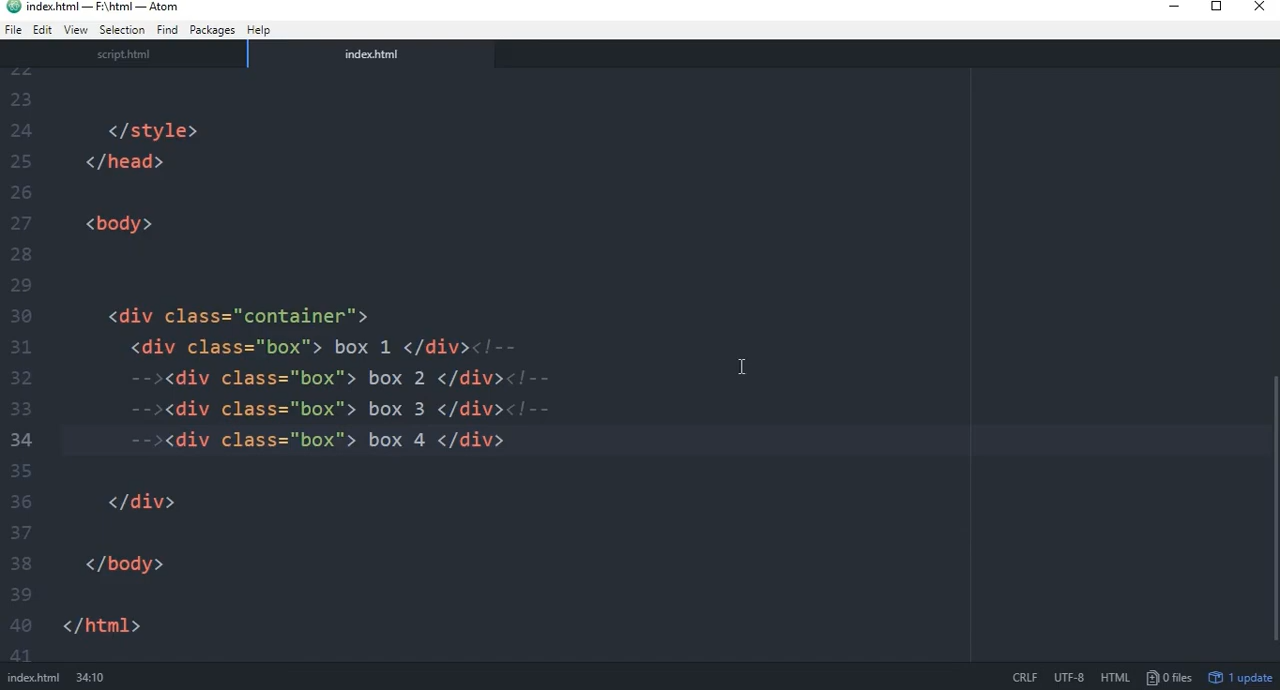 index.html — F:\html — Atom
File Edit View Selection Find Packages Help
script.html index.html
22
23
24 </style>
25 </head>
26
27 <body>
28
29
30 <div class="container">
31 <div class="box"> box 1 </div><!--
32 --><div class="box"> box 2 </div><!--
33 --><div class="box"> box 3 </div><!--
34 --><div class="box"> box 4 </div>
35
36 </div>
37
38 </body>
39
40 </html>
41
index.html 34:10 CRLF UTF-8 HTML 0 files 1 update